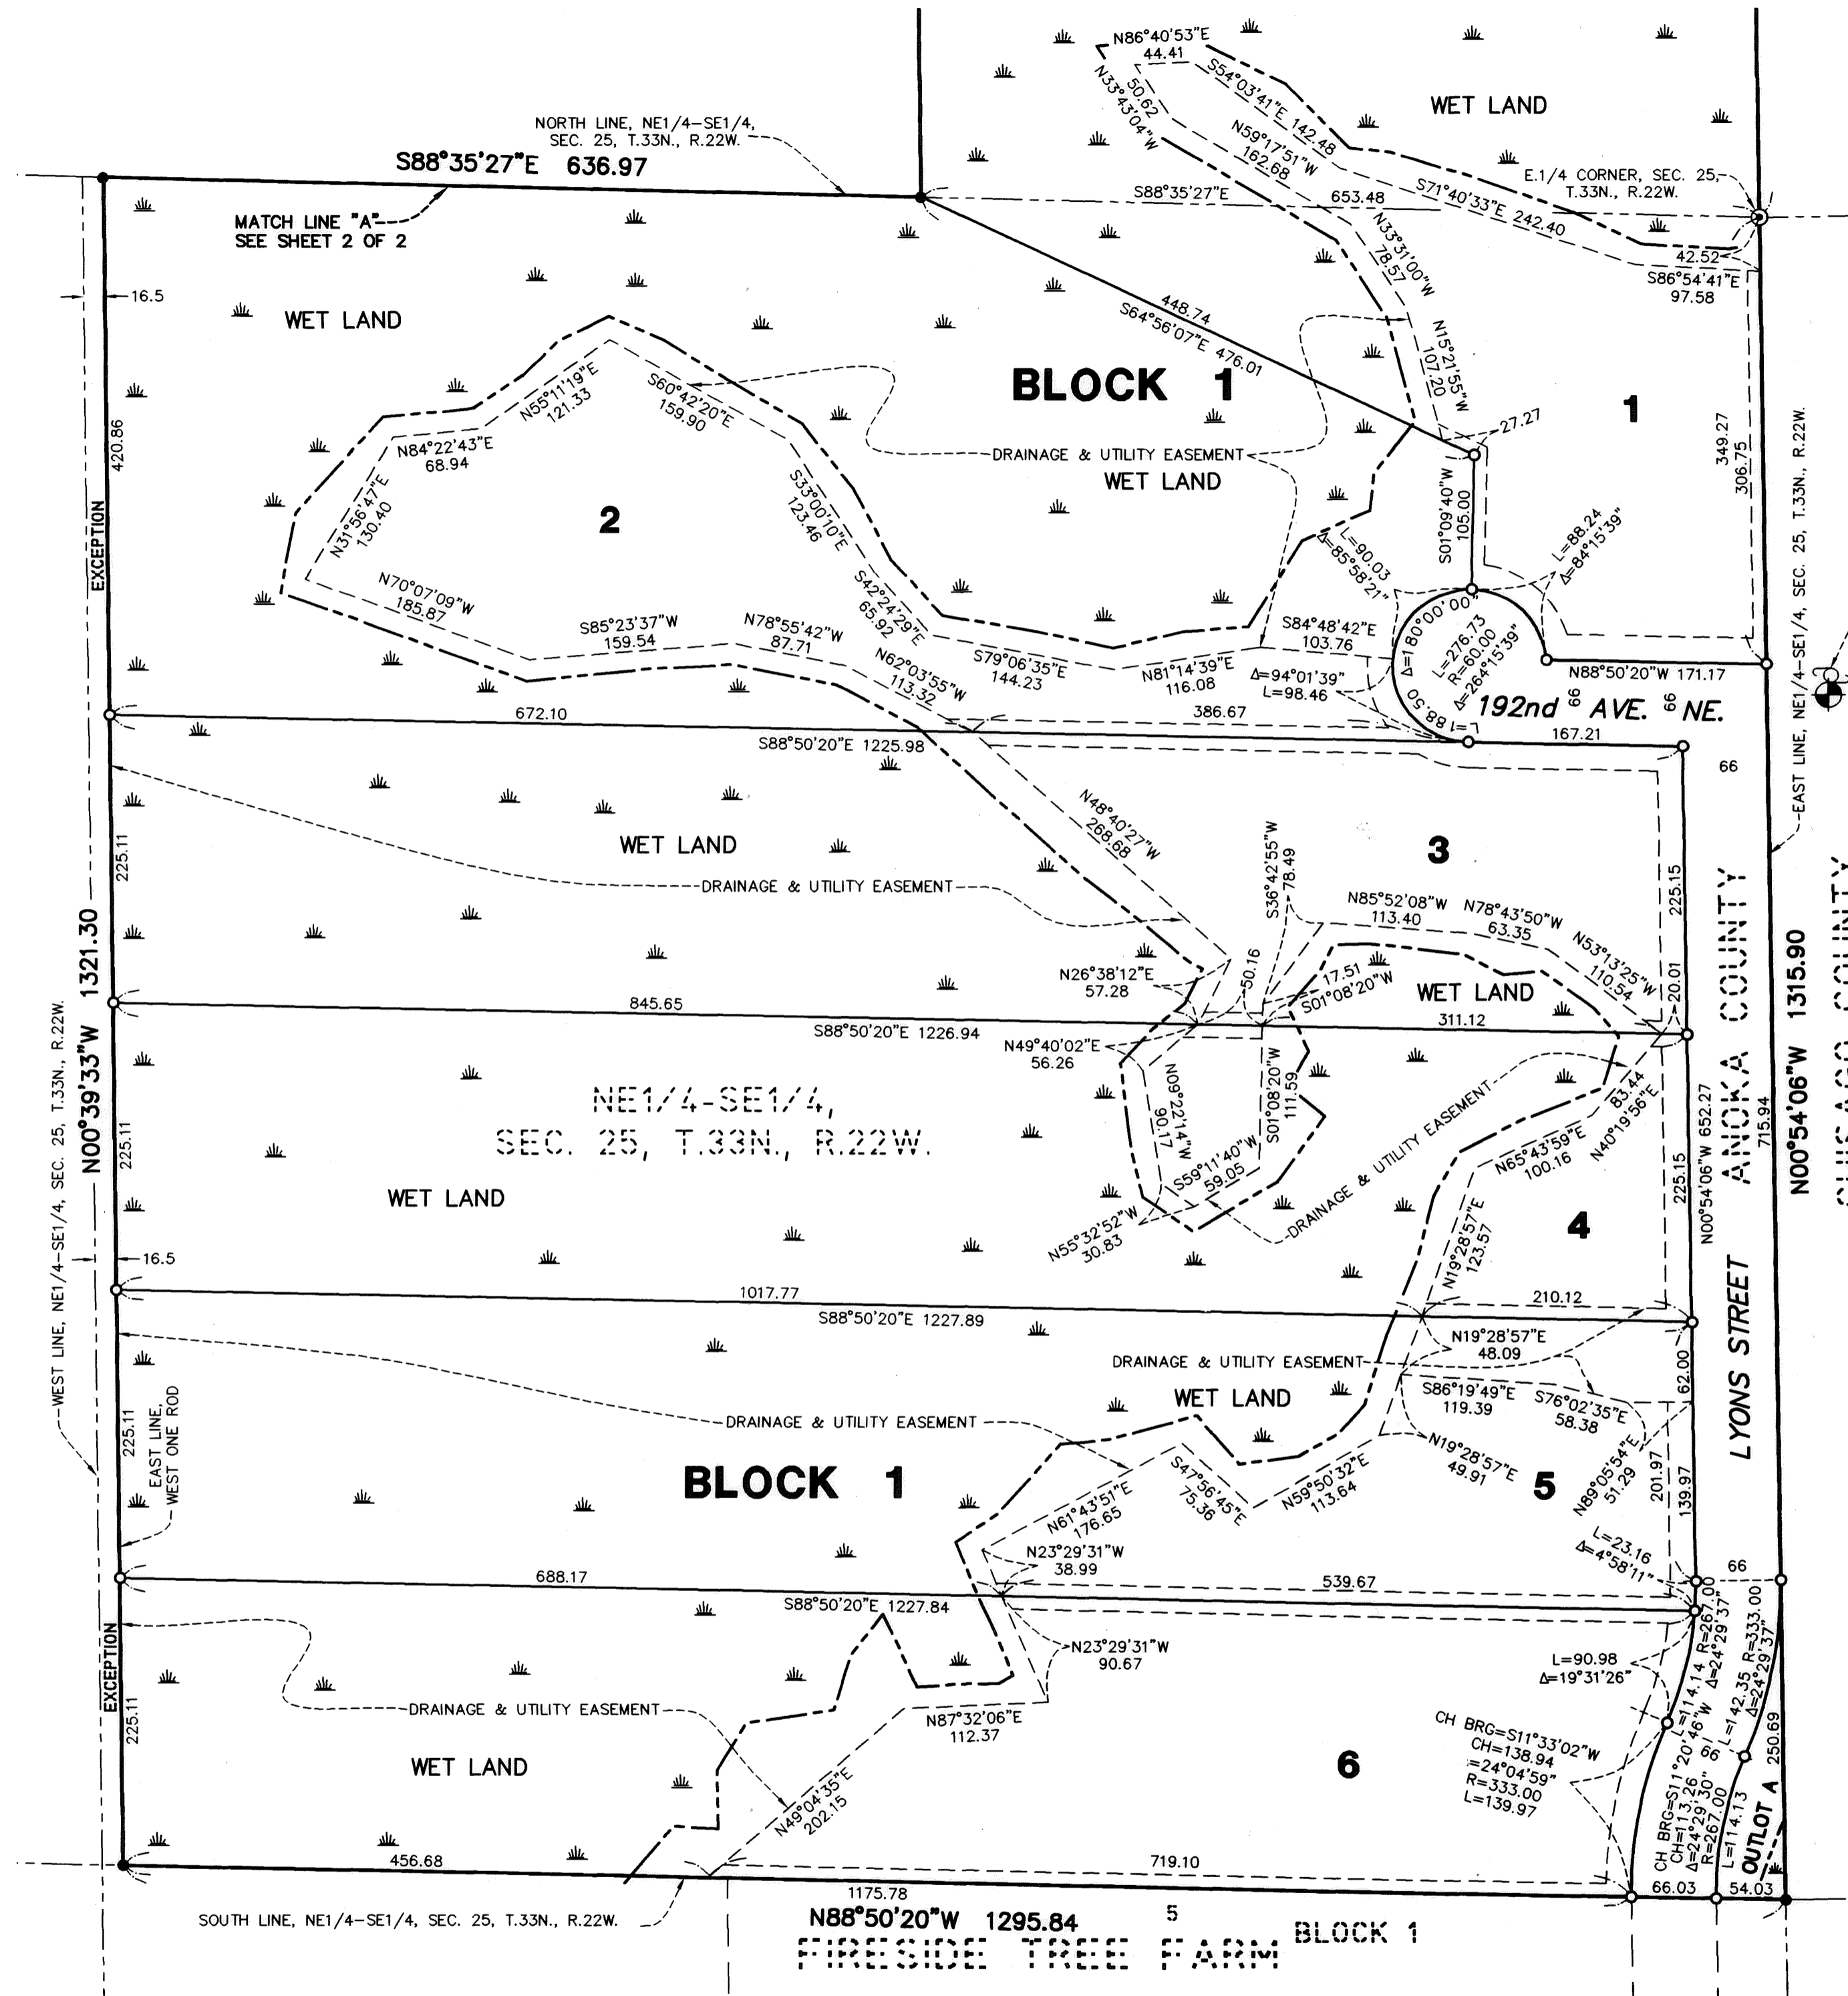 N86°40'53"E
44.41
S54°03'41"E 142.48
50.62
N33°43'04"W
N59°17'51"W
162.68
WET LAND
NORTH LINE, NE1/4-SE1/4,
SEC. 25, T.33N., R.22W.
S88°35'27"E 636.97
MATCH LINE "A"
SEE SHEET 2 OF 2
S88°35'27"E
653.48
S71°40'33"E 242.40
E.1/4 CORNER, SEC. 25,
T.33N., R.22W.
42.52
S86°54'41"E
97.58
N33°31'00"W
78.57
16.5
WET LAND
448.74
S64°56'07"E 476.01
N15°21'55"W
107.20
BLOCK 1
1
27.27
349.27
306.75
N55°11'19"E
121.33
S60°42'20"E
159.90
420.86
N84°22'43"E
68.94
DRAINAGE & UTILITY EASEMENT
WET LAND
EXCEPTION
N31°56'47"E
130.40
2
S33°00'10"E
123.46
S01°09'40"W
105.00
L=90.03
Δ=85°58'21"
L=88.24
Δ=84°15'39"
N70°07'09"W
185.87
S42°24'29"E
65.92
S85°23'37"W
159.54
N78°55'42"W
87.71
N62°03'55"W
113.32
S79°06'35"E
144.23
N81°14'39"E
116.08
S84°48'42"E
103.76
Δ=94°01'39"
L=98.46
Δ=180°00'00"
L=188.50
L=276.73
R=60.00
Δ=264°15'39"
N88°50'20"W 171.17
192nd AVE. NE.
66
66
167.21
66
672.10
386.67
S88°50'20"E 1225.98
EAST LINE, NE1/4-SE1/4, SEC. 25, T.33N., R.22W.
N48°40'27"W
268.68
WET LAND
DRAINAGE & UTILITY EASEMENT
3
225.11
225.15
S36°42'55"W
78.49
N85°52'08"W
113.40
N78°43'50"W
63.35
N53°13'25"W
110.54
20.01
N00°39'33"W 1321.30
N26°38'12"E
57.28
50.16
17.51
S01°08'20"W
WET LAND
311.12
845.65
S88°50'20"E 1226.94
N49°40'02"E
56.26
N09°22'14"W
90.17
S01°08'20"W
111.59
S59°11'40"W
59.05
N55°32'52"W
30.83
NE1/4-SE1/4,
SEC. 25, T.33N., R.22W.
WET LAND
DRAINAGE & UTILITY EASEMENT
83.44
N40°19'56"E
N65°43'59"E
100.16
N19°28'57"E
123.57
4
225.11
225.15
N00°54'06"W 652.27
715.94
ANOKA COUNTY
N00°54'06"W 1315.90
CHISAGO COUNTY
LYONS STREET
WEST LINE, NE1/4-SE1/4, SEC. 25, T.33N., R.22W.
16.5
1017.77
S88°50'20"E 1227.89
210.12
N19°28'57"E
48.09
DRAINAGE & UTILITY EASEMENT
WET LAND
S86°19'49"E
119.39
S76°02'35"E
58.38
62.00
N19°28'57"E
49.91
N89°05'54"E
51.29
201.97
139.97
5
225.11
EAST LINE,
WEST ONE ROD
DRAINAGE & UTILITY EASEMENT
BLOCK 1
N61°43'51"E
176.65
S47°56'45"E
75.36
N59°50'32"E
113.64
N23°29'31"W
38.99
L=23.16
Δ=4°58'11"
66
688.17
539.67
S88°50'20"E 1227.84
N23°29'31"W
90.67
EXCEPTION
225.11
L=90.98
Δ=19°31'26"
L=114.14 R=267.00
Δ=24°29'37"
L=142.35 R=333.00
Δ=24°29'37"
DRAINAGE & UTILITY EASEMENT
N87°32'06"E
112.37
WET LAND
N49°04'35"E
202.15
6
CH BRG=S11°33'02"W
CH=138.94
=24°04'59"
R=333.00
L=139.97
CH BRG=S11°20'46"W
CH=113.26
Δ=24°29'30"
R=267.00
L=114.13
66
250.69
OUTLOT A
456.68
719.10
66.03
54.03
1175.78
SOUTH LINE, NE1/4-SE1/4, SEC. 25, T.33N., R.22W.
N88°50'20"W 1295.84
5
BLOCK 1
FIRESIDE TREE FARM